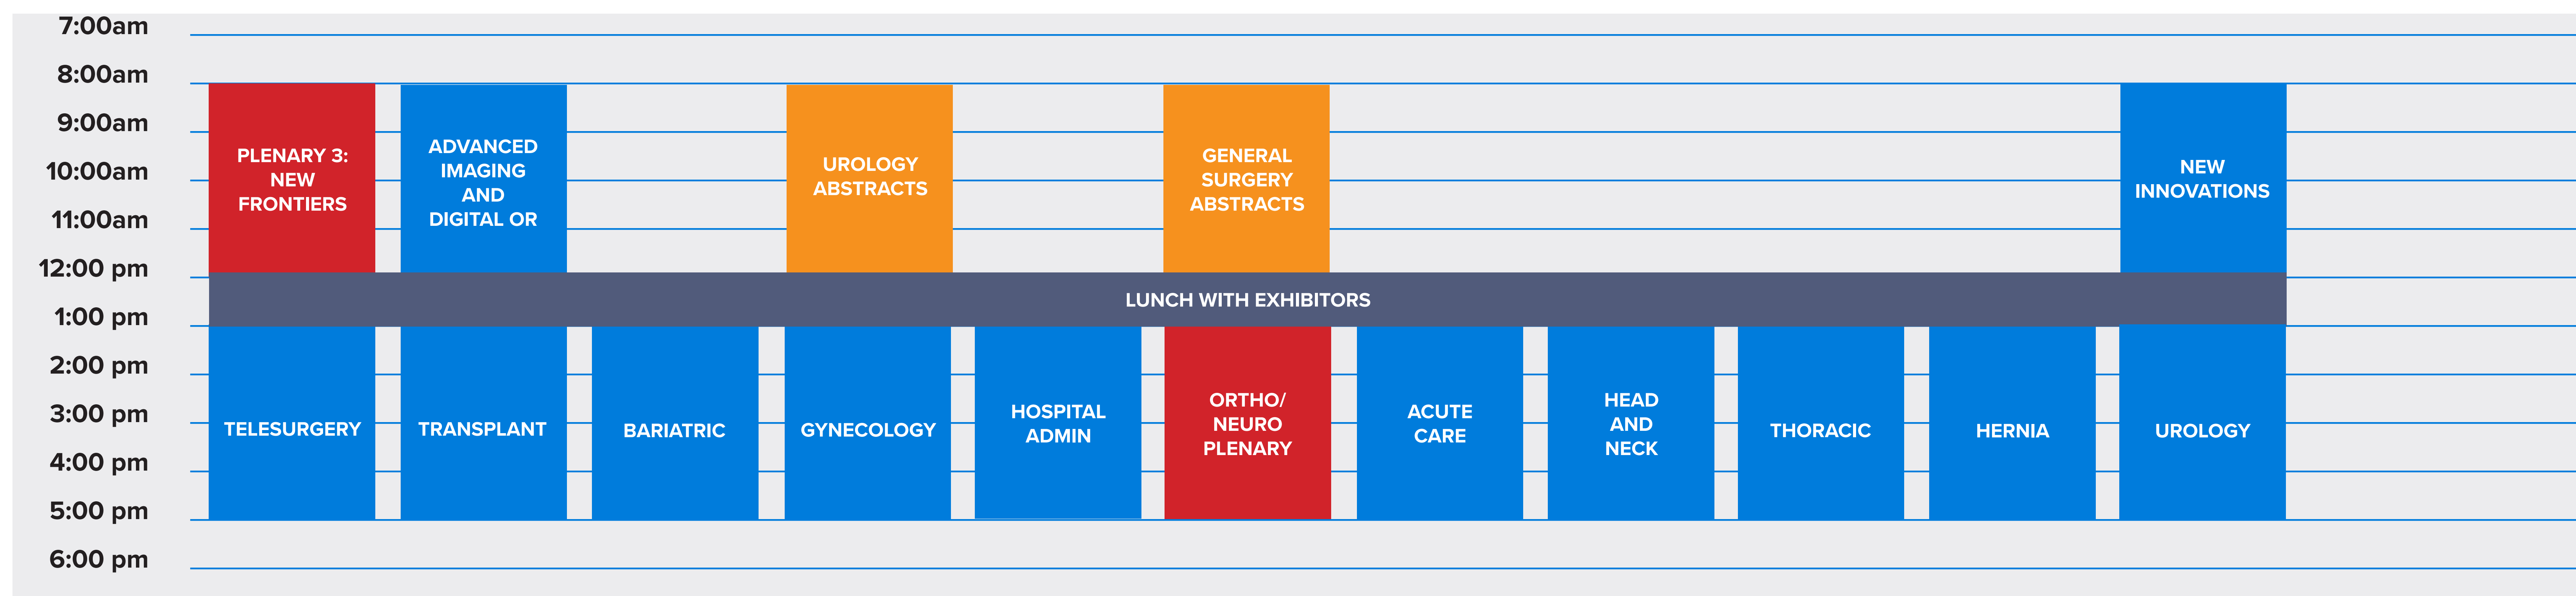 7:00am
8:00am
9:00am
10:00am
11:00am
12:00 pm
1:00 pm
2:00 pm
3:00 pm
4:00 pm
5:00 pm
6:00 pm
PLENARY 3:
NEW
FRONTIERS
ADVANCED
IMAGING
AND
DIGITAL OR
UROLOGY
ABSTRACTS
GENERAL
SURGERY
ABSTRACTS
NEW
INNOVATIONS
LUNCH WITH EXHIBITORS
TELESURGERY
TRANSPLANT
BARIATRIC
GYNECOLOGY
HOSPITAL
ADMIN
ORTHO/
NEURO
PLENARY
ACUTE
CARE
HEAD
AND
NECK
THORACIC
HERNIA
UROLOGY